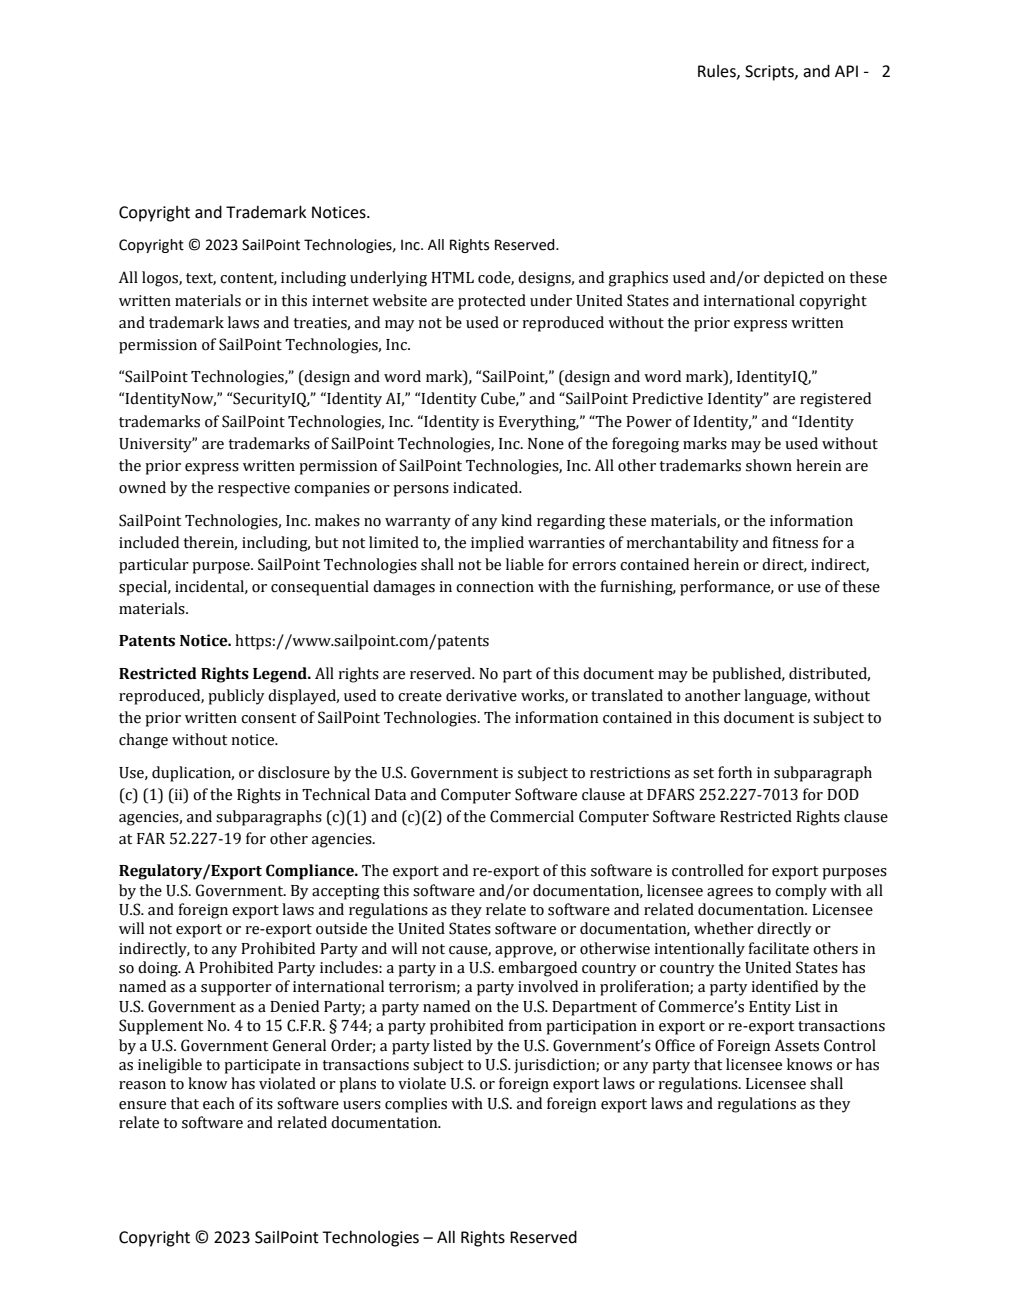 Rules, Scripts, and API - 2
Copyright and Trademark Notices.
Copyright © 2023 SailPoint Technologies, Inc. All Rights Reserved.
All logos, text, content, including underlying HTML code, designs, and graphics used and/or depicted on these
written materials or in this internet website are protected under United States and international copyright
and trademark laws and treaties, and may not be used or reproduced without the prior express written
permission of SailPoint Technologies, Inc.
“SailPoint Technologies,” (design and word mark), “SailPoint,” (design and word mark), IdentityIQ,”
“IdentityNow,” “SecurityIQ,” “Identity AI,” “Identity Cube,” and “SailPoint Predictive Identity” are registered
trademarks of SailPoint Technologies, Inc. “Identity is Everything,” “The Power of Identity,” and “Identity
University” are trademarks of SailPoint Technologies, Inc. None of the foregoing marks may be used without
the prior express written permission of SailPoint Technologies, Inc. All other trademarks shown herein are
owned by the respective companies or persons indicated.
SailPoint Technologies, Inc. makes no warranty of any kind regarding these materials, or the information
included therein, including, but not limited to, the implied warranties of merchantability and fitness for a
particular purpose. SailPoint Technologies shall not be liable for errors contained herein or direct, indirect,
special, incidental, or consequential damages in connection with the furnishing, performance, or use of these
materials.
Patents Notice. https://www.sailpoint.com/patents
Restricted Rights Legend. All rights are reserved. No part of this document may be published, distributed,
reproduced, publicly displayed, used to create derivative works, or translated to another language, without
the prior written consent of SailPoint Technologies. The information contained in this document is subject to
change without notice.
Use, duplication, or disclosure by the U.S. Government is subject to restrictions as set forth in subparagraph
(c) (1) (ii) of the Rights in Technical Data and Computer Software clause at DFARS 252.227-7013 for DOD
agencies, and subparagraphs (c)(1) and (c)(2) of the Commercial Computer Software Restricted Rights clause
at FAR 52.227-19 for other agencies.
Regulatory/Export Compliance. The export and re-export of this software is controlled for export purposes
by the U.S. Government. By accepting this software and/or documentation, licensee agrees to comply with all
U.S. and foreign export laws and regulations as they relate to software and related documentation. Licensee
will not export or re-export outside the United States software or documentation, whether directly or
indirectly, to any Prohibited Party and will not cause, approve, or otherwise intentionally facilitate others in
so doing. A Prohibited Party includes: a party in a U.S. embargoed country or country the United States has
named as a supporter of international terrorism; a party involved in proliferation; a party identified by the
U.S. Government as a Denied Party; a party named on the U.S. Department of Commerce’s Entity List in
Supplement No. 4 to 15 C.F.R. § 744; a party prohibited from participation in export or re-export transactions
by a U.S. Government General Order; a party listed by the U.S. Government’s Office of Foreign Assets Control
as ineligible to participate in transactions subject to U.S. jurisdiction; or any party that licensee knows or has
reason to know has violated or plans to violate U.S. or foreign export laws or regulations. Licensee shall
ensure that each of its software users complies with U.S. and foreign export laws and regulations as they
relate to software and related documentation.
Copyright © 2023 SailPoint Technologies – All Rights Reserved